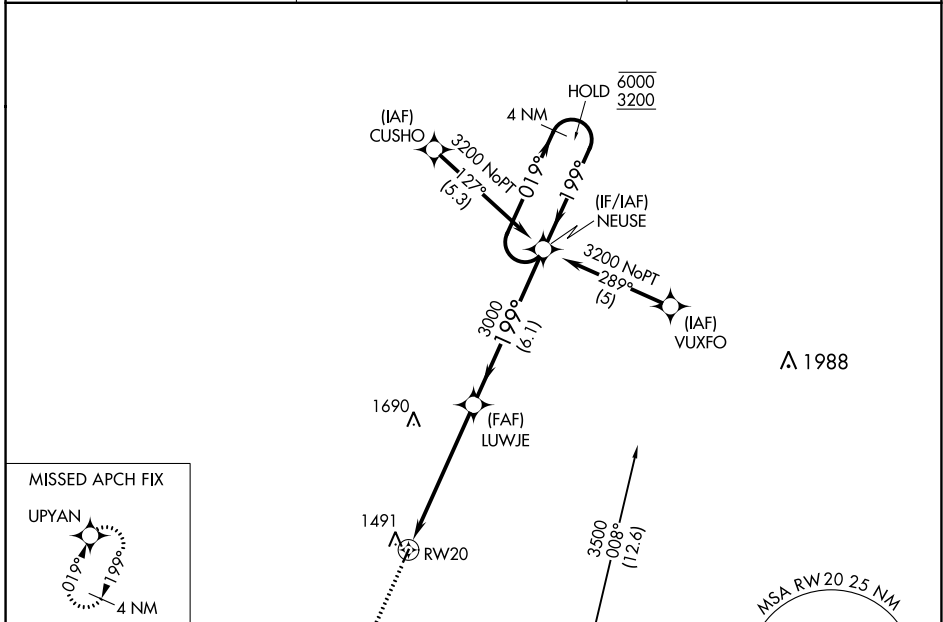 HOLD 6000
3200
4 NM
(IAF)
CUSHO
3200 NoPT
127°
(5.3)
019°
199°
(IF/IAF)
NEUSE
3200 NoPT
289°
(5)
(IAF)
VUXFO
3000
199°
(6.1)
1988
1690
(FAF)
LUWJE
MISSED APCH FIX
UPYAN
019°
199°
4 NM
1491
RW20
3500
008°
(12.6)
MSA RW20 25 NM